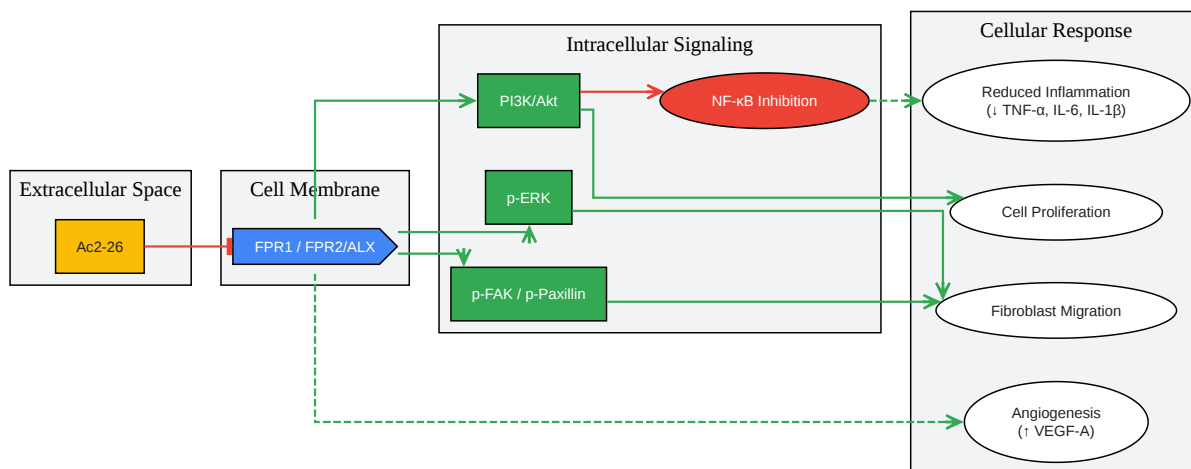 Extracellular Space
Ac2-26
Cell Membrane
FPR1 / FPR2/ALX
Intracellular Signaling
PI3K/Akt
NF-κB Inhibition
p-ERK
p-FAK / p-Paxillin
Cellular Response
Reduced Inflammation
(↓ TNF-α, IL-6, IL-1β)
Cell Proliferation
Fibroblast Migration
Angiogenesis
(↑ VEGF-A)